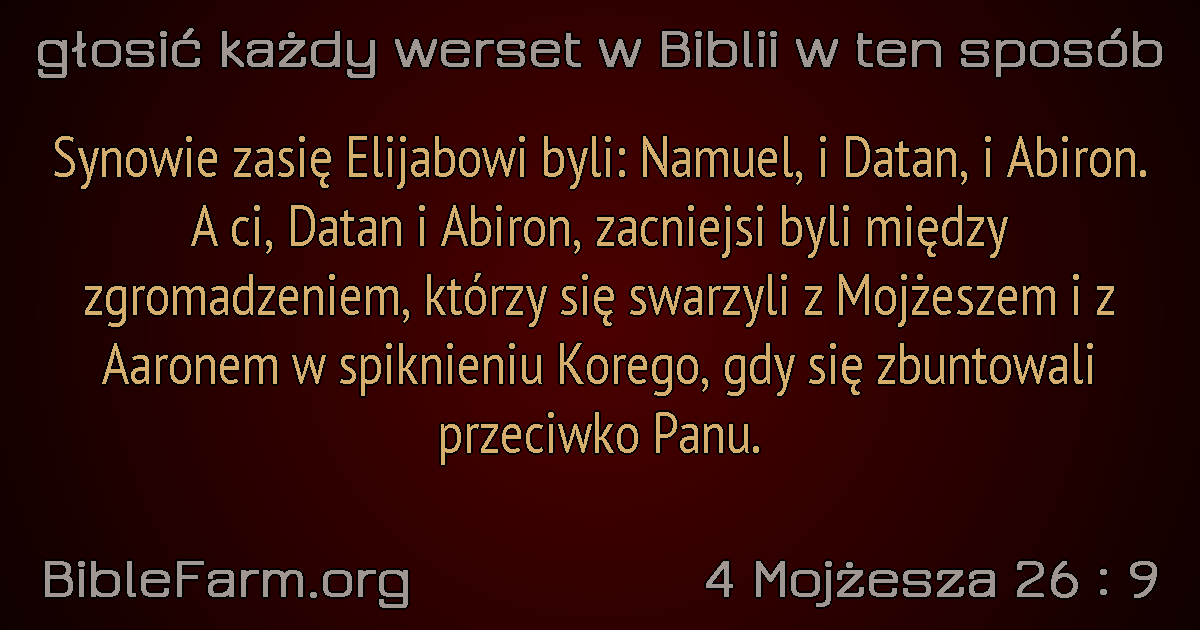 głosić każdy werset w Biblii w ten sposób
Synowie zasię Elijabowi byli: Namuel, i Datan, i Abiron.
A ci, Datan i Abiron, zacniejsi byli między
zgromadzeniem, którzy się swarzyli z Mojżeszem i z
Aaronem w spiknieniu Korego, gdy się zbuntowali
przeciwko Panu.
BibleFarm.org
4 Mojżesza 26 : 9